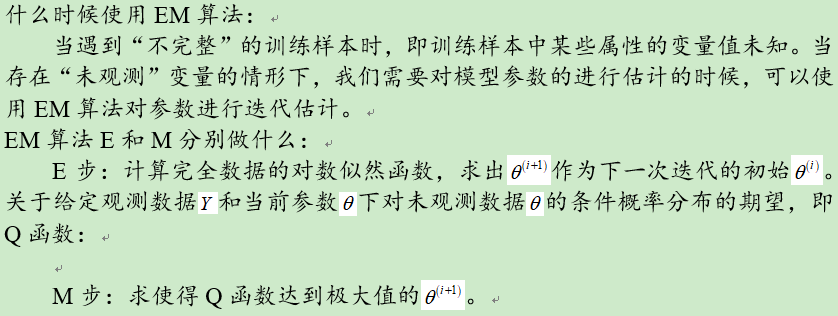 什么时候使用 EM 算法：
当遇到“不完整”的训练样本时，即训练样本中某些属性的变量值未知。当
存在“未观测”变量的情形下，我们需要对模型参数的进行估计的时候，可以使
用 EM 算法对参数进行迭代估计。
EM 算法 E 和 M 分别做什么：
E 步：计算完全数据的对数似然函数，求出 θ^(i+1) 作为下一次迭代的初始 θ^(i)。
关于给定观测数据 Y 和当前参数 θ 下对未观测数据 θ 的条件概率分布的期望，即
Q 函数：
M 步：求使得 Q 函数达到极大值的 θ^(i+1)。